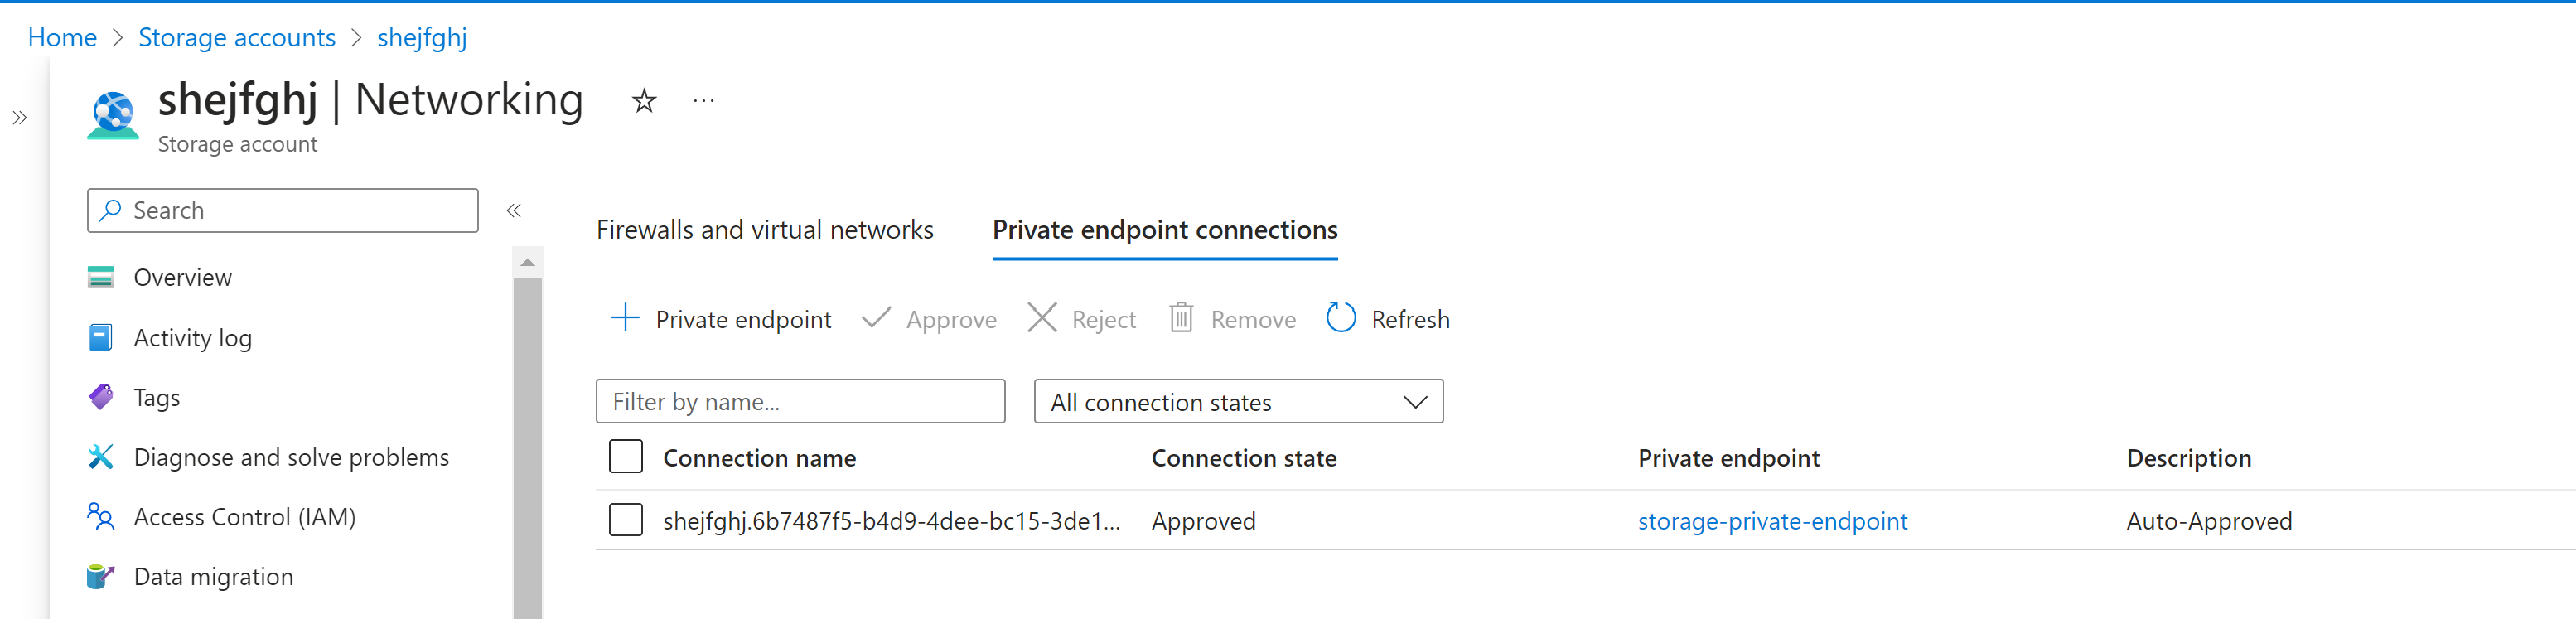 Home > Storage accounts > shejfghj
shejfghj | Networking
Storage account
Search
Overview
Activity log
Tags
Diagnose and solve problems
Access Control (IAM)
Data migration
Firewalls and virtual networks Private endpoint connections
Private endpoint Approve Reject Remove Refresh
Filter by name... All connection states
Connection name Connection state Private endpoint Description
shejfghj.6b7487f5-b4d9-4dee-bc15-3de1... Approved storage-private-endpoint Auto-Approved